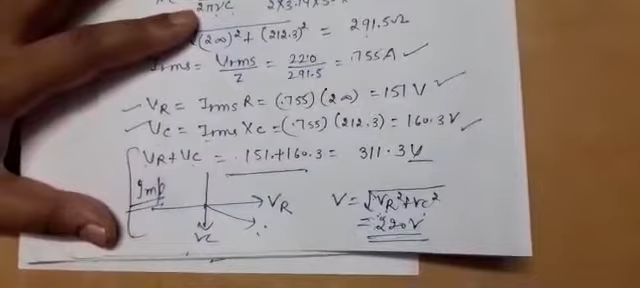 2πνC 2×3.14×50×
√(200)² + (212.3)² = 291.5Ω
Irms = Vrms/Z = 220/291.5 = .755A ✓
VR = Irms R = (.755)(200) = 151 V ✓
VC = Irms XC = (.755)(212.3) = 160.3 V ✓
VR + VC = 151 + 160.3 = 311.3 V
Imp
VR
VC
V = √VR² + VC²
= 220V